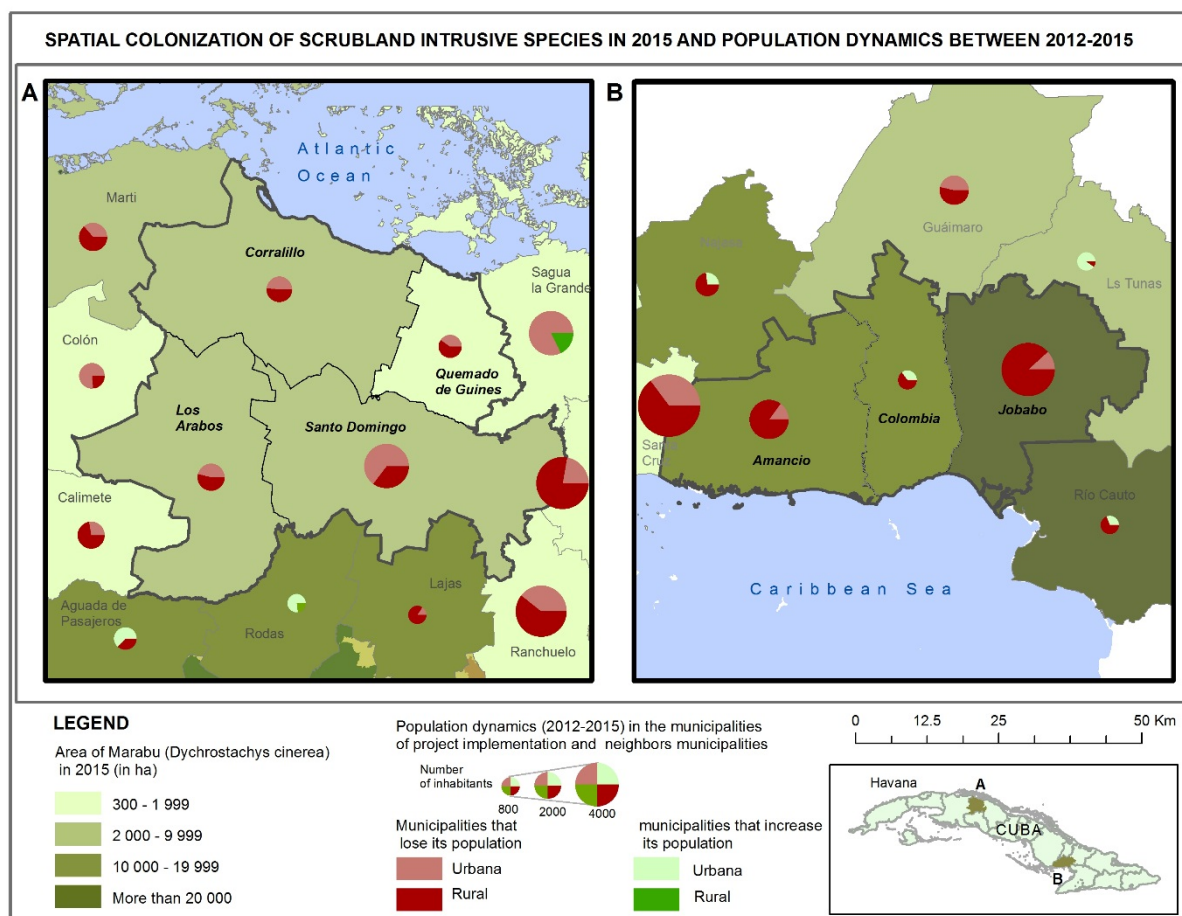 SPATIAL COLONIZATION OF SCRUBLAND INTRUSIVE SPECIES IN 2015 AND POPULATION DYNAMICS BETWEEN 2012-2015
A
Atlantic
Ocean
Marti
Corralillo
Sagua
la Grande
Colón
Quemado
de Guines
Los
Arabos
Santo Domingo
Calimete
Aguada de
Pasajeros
Rodas
Lajas
Ranchuelo
B
Guáimaro
Ls Tunas
Colombia
Jobabo
Amancio
Río Cauto
Caribbean Sea
LEGEND
Area of Marabu (Dychrostachys cinerea)
in 2015 (in ha)
300 - 1 999
2 000 - 9 999
10 000 - 19 999
More than 20 000
Population dynamics (2012-2015) in the municipalities
of project implementation and neighbors municipalities
Number
of inhabitants
800
2000
4000
Municipalities that
lose its population
Urbana
Rural
municipalities that increase
its population
Urbana
Rural
0 12.5 25 50 Km
Havana
A
CUBA
B